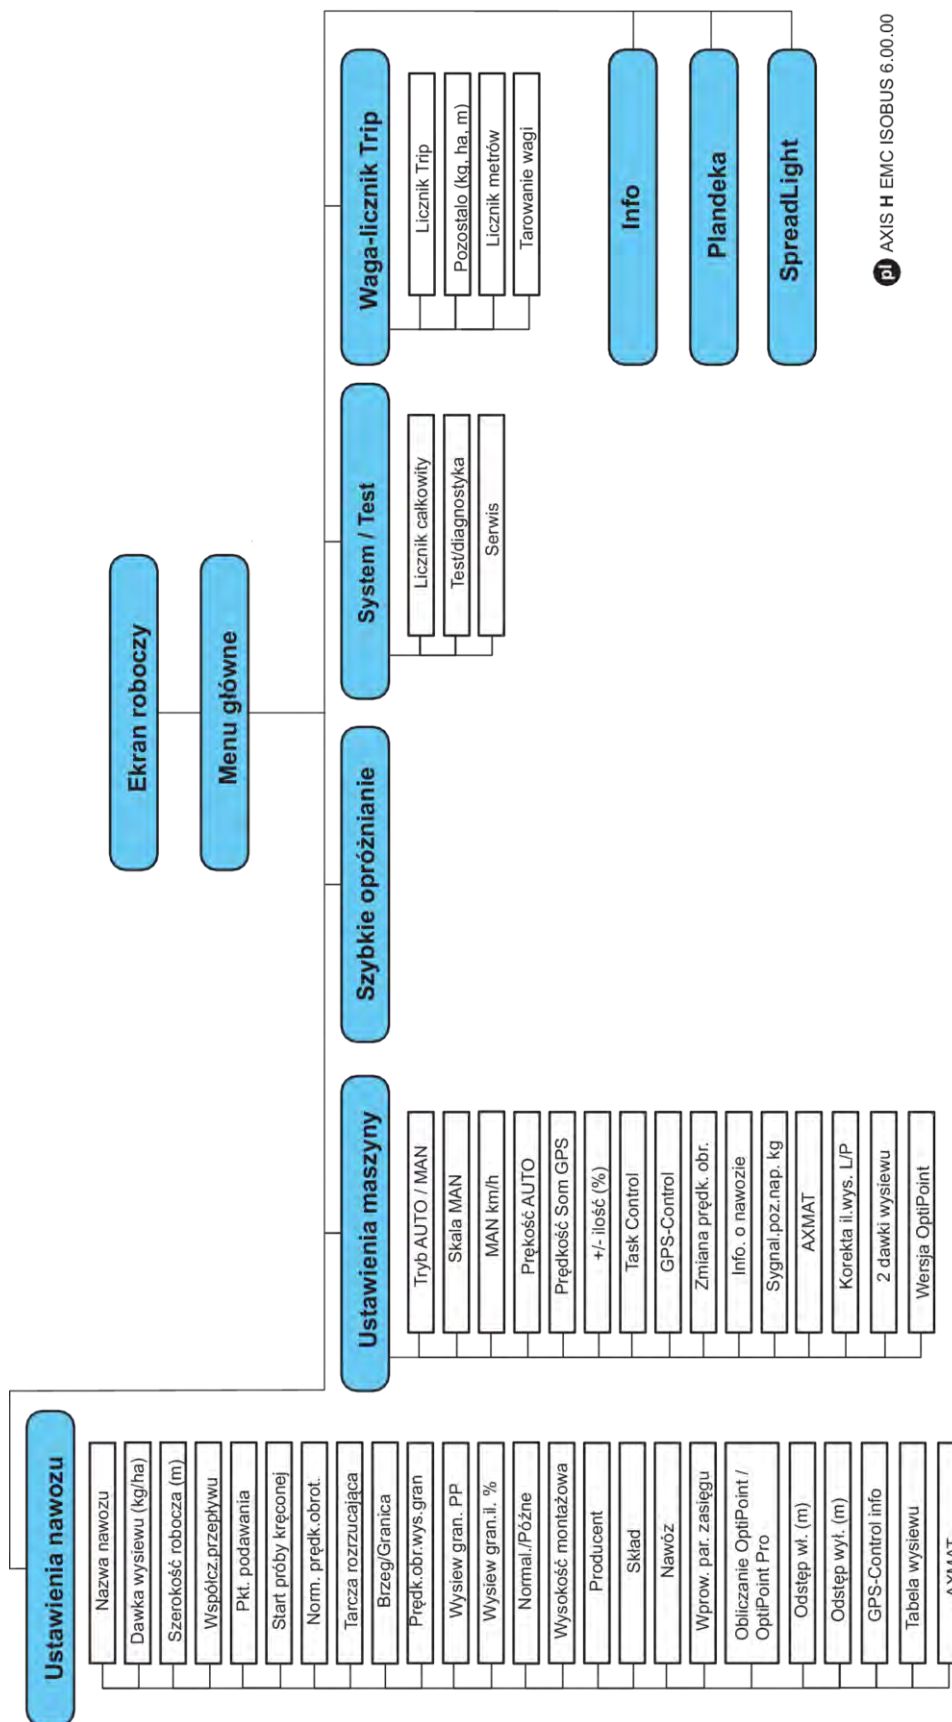 Ekran roboczy
Menu główne
Ustawienia nawozu
Nazwa nawozu
Dawka wysiewu (kg/ha)
Szerokość robocza (m)
Współcz.przepływu
Pkt. podawania
Start próby kręconej
Norm. prędk.obrot.
Tarcza rozrzucająca
Brzeg/Granica
Prędk.obr.wys.gran
Wysiew gran. PP
Wysiew gran.il. %
Normal./Późne
Wysokość montażowa
Producent
Skład
Nawóz
Wprow. par. zasięgu
Obliczanie OptiPoint /
OptiPoint Pro
Odstęp wł. (m)
Odstęp wył. (m)
GPS-Control info
Tabela wysiewu
AXMAT
Ustawienia maszyny
Tryb AUTO / MAN
Skala MAN
MAN km/h
Prękość AUTO
Prędkość Som GPS
+/- ilość (%)
Task Control
GPS-Control
Zmiana prędk. obr.
Info. o nawozie
Sygnal.poz.nap. kg
AXMAT
Korekta il.wys. L/P
2 dawki wysiewu
Wersja OptiPoint
Szybkie opróżnianie
System / Test
Licznik całkowity
Test/diagnostyka
Serwis
Waga-licznik Trip
Licznik Trip
Pozostalo (kg, ha, m)
Licznik metrów
Tarowanie wagi
Info
Plandeka
SpreadLight
pl AXIS H EMC ISOBUS 6.00.00